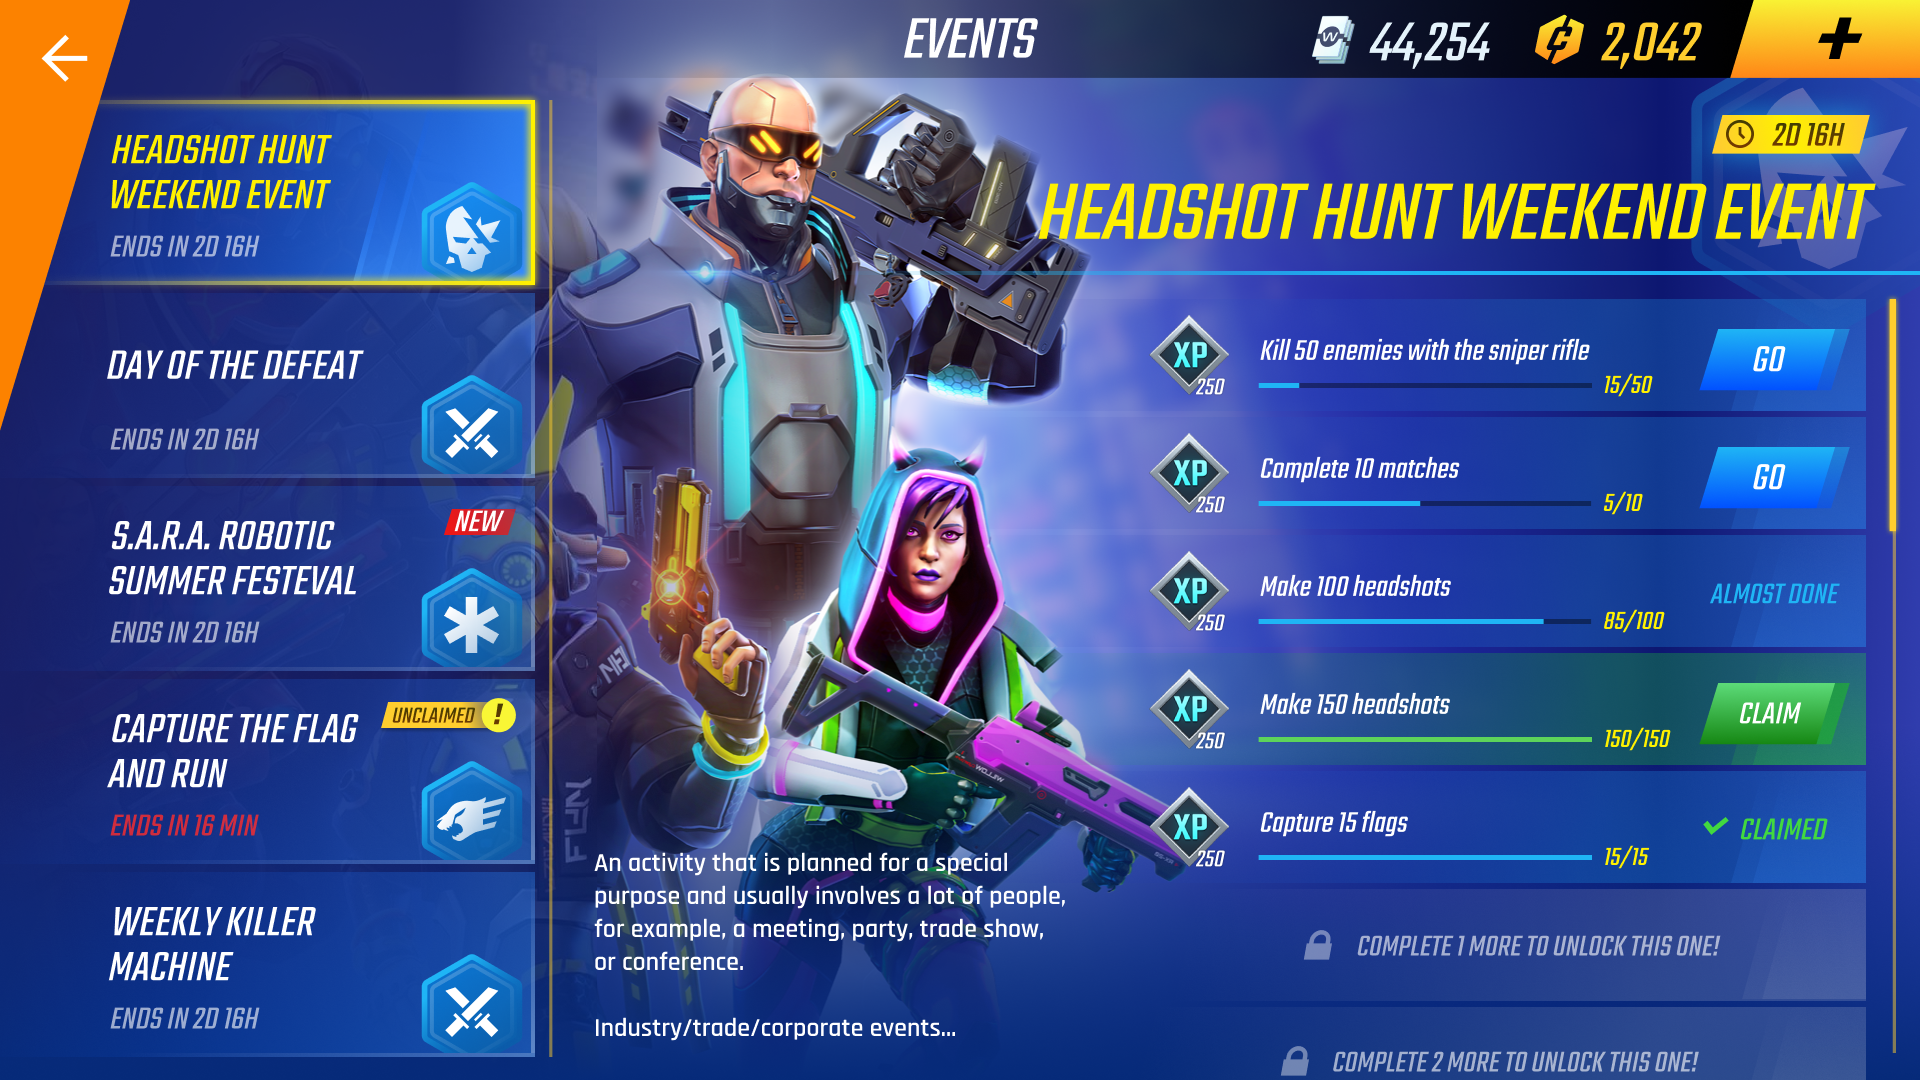 EVENTS
44,254
2,042
HEADSHOT HUNT
WEEKEND EVENT
ENDS IN 2D 16H
DAY OF THE DEFEAT
ENDS IN 2D 16H
NEW
S.A.R.A. ROBOTIC
SUMMER FESTEVAL
ENDS IN 2D 16H
UNCLAIMED !
CAPTURE THE FLAG
AND RUN
ENDS IN 16 MIN
WEEKLY KILLER
MACHINE
ENDS IN 2D 16H
2D 16H
HEADSHOT HUNT WEEKEND EVENT
XP
250
Kill 50 enemies with the sniper rifle
15/50
GO
XP
250
Complete 10 matches
5/10
GO
XP
250
Make 100 headshots
85/100
ALMOST DONE
XP
250
Make 150 headshots
150/150
CLAIM
XP
250
Capture 15 flags
15/15
CLAIMED
COMPLETE 1 MORE TO UNLOCK THIS ONE!
COMPLETE 2 MORE TO UNLOCK THIS ONE!
An activity that is planned for a special
purpose and usually involves a lot of people,
for example, a meeting, party, trade show,
or conference.
Industry/trade/corporate events...